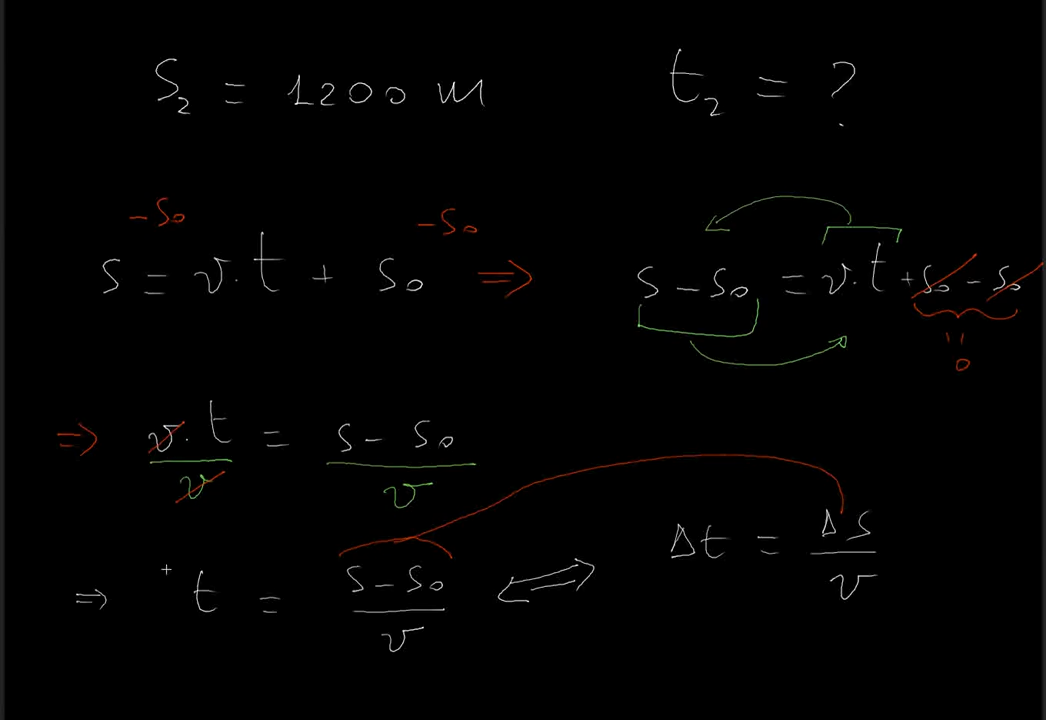 S₂ = 1200 m t₂ = ?
-S₀ -S₀
S = v.t + S₀ ⇒ S - S₀ = v.t + S₀ - S₀
"
0
⇒ v.t / v = S - S₀ / v
⇒ + t = S - S₀ / v ⟺ Δt = ΔS / v